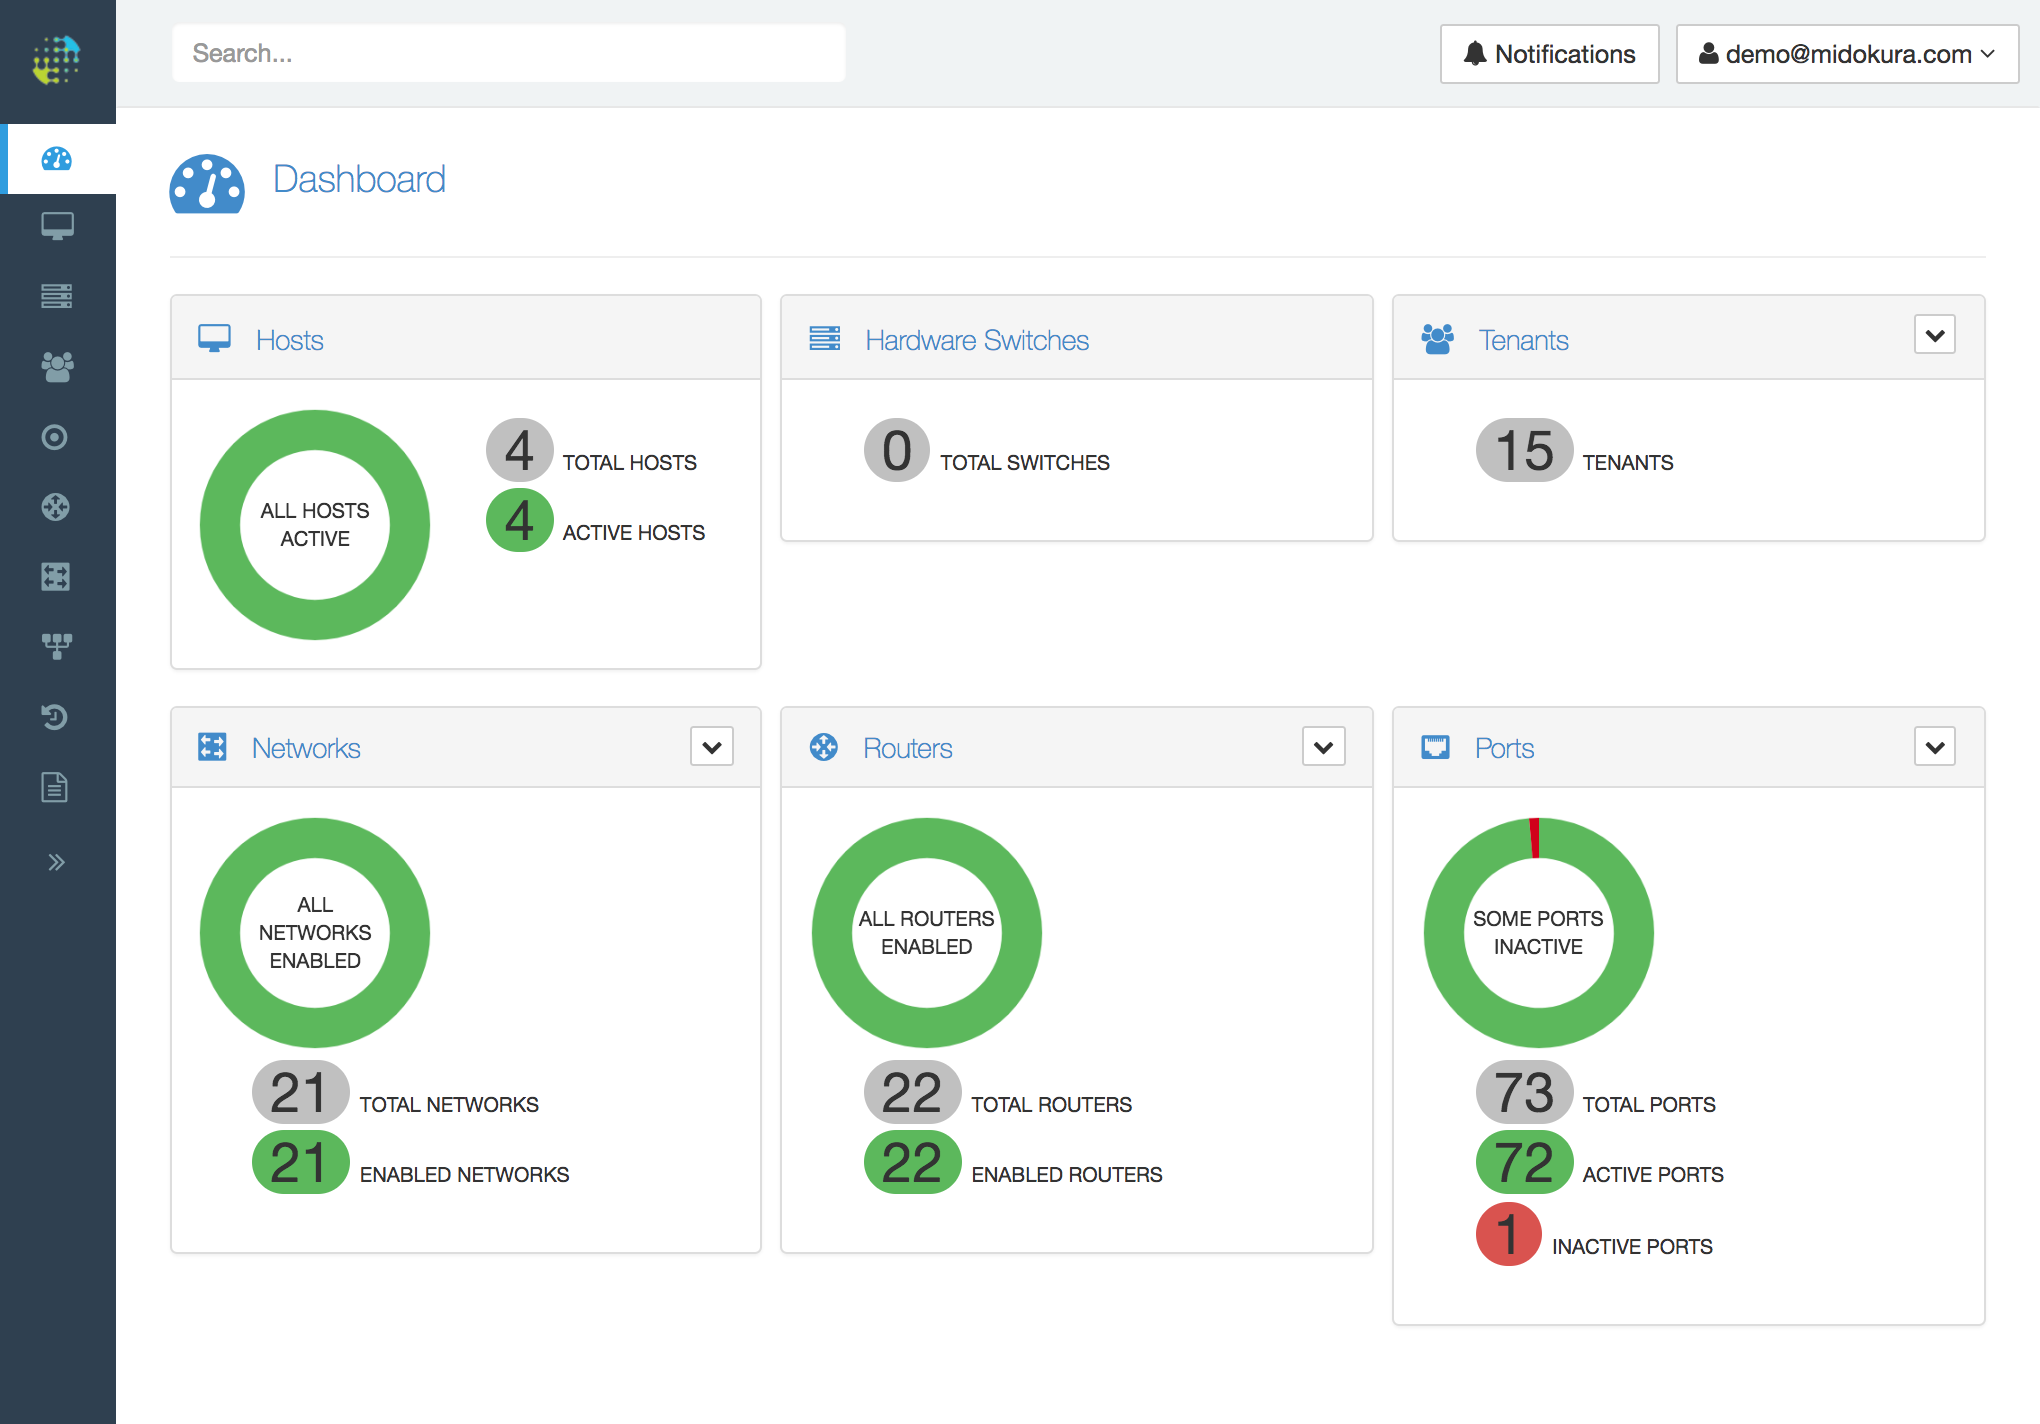 Search...
Notifications
demo@midokura.com
Dashboard
Hosts
ALL HOSTS
ACTIVE
4 TOTAL HOSTS
4 ACTIVE HOSTS
Hardware Switches
0 TOTAL SWITCHES
Tenants
15 TENANTS
Networks
ALL
NETWORKS
ENABLED
21 TOTAL NETWORKS
21 ENABLED NETWORKS
Routers
ALL ROUTERS
ENABLED
22 TOTAL ROUTERS
22 ENABLED ROUTERS
Ports
SOME PORTS
INACTIVE
73 TOTAL PORTS
72 ACTIVE PORTS
1 INACTIVE PORTS